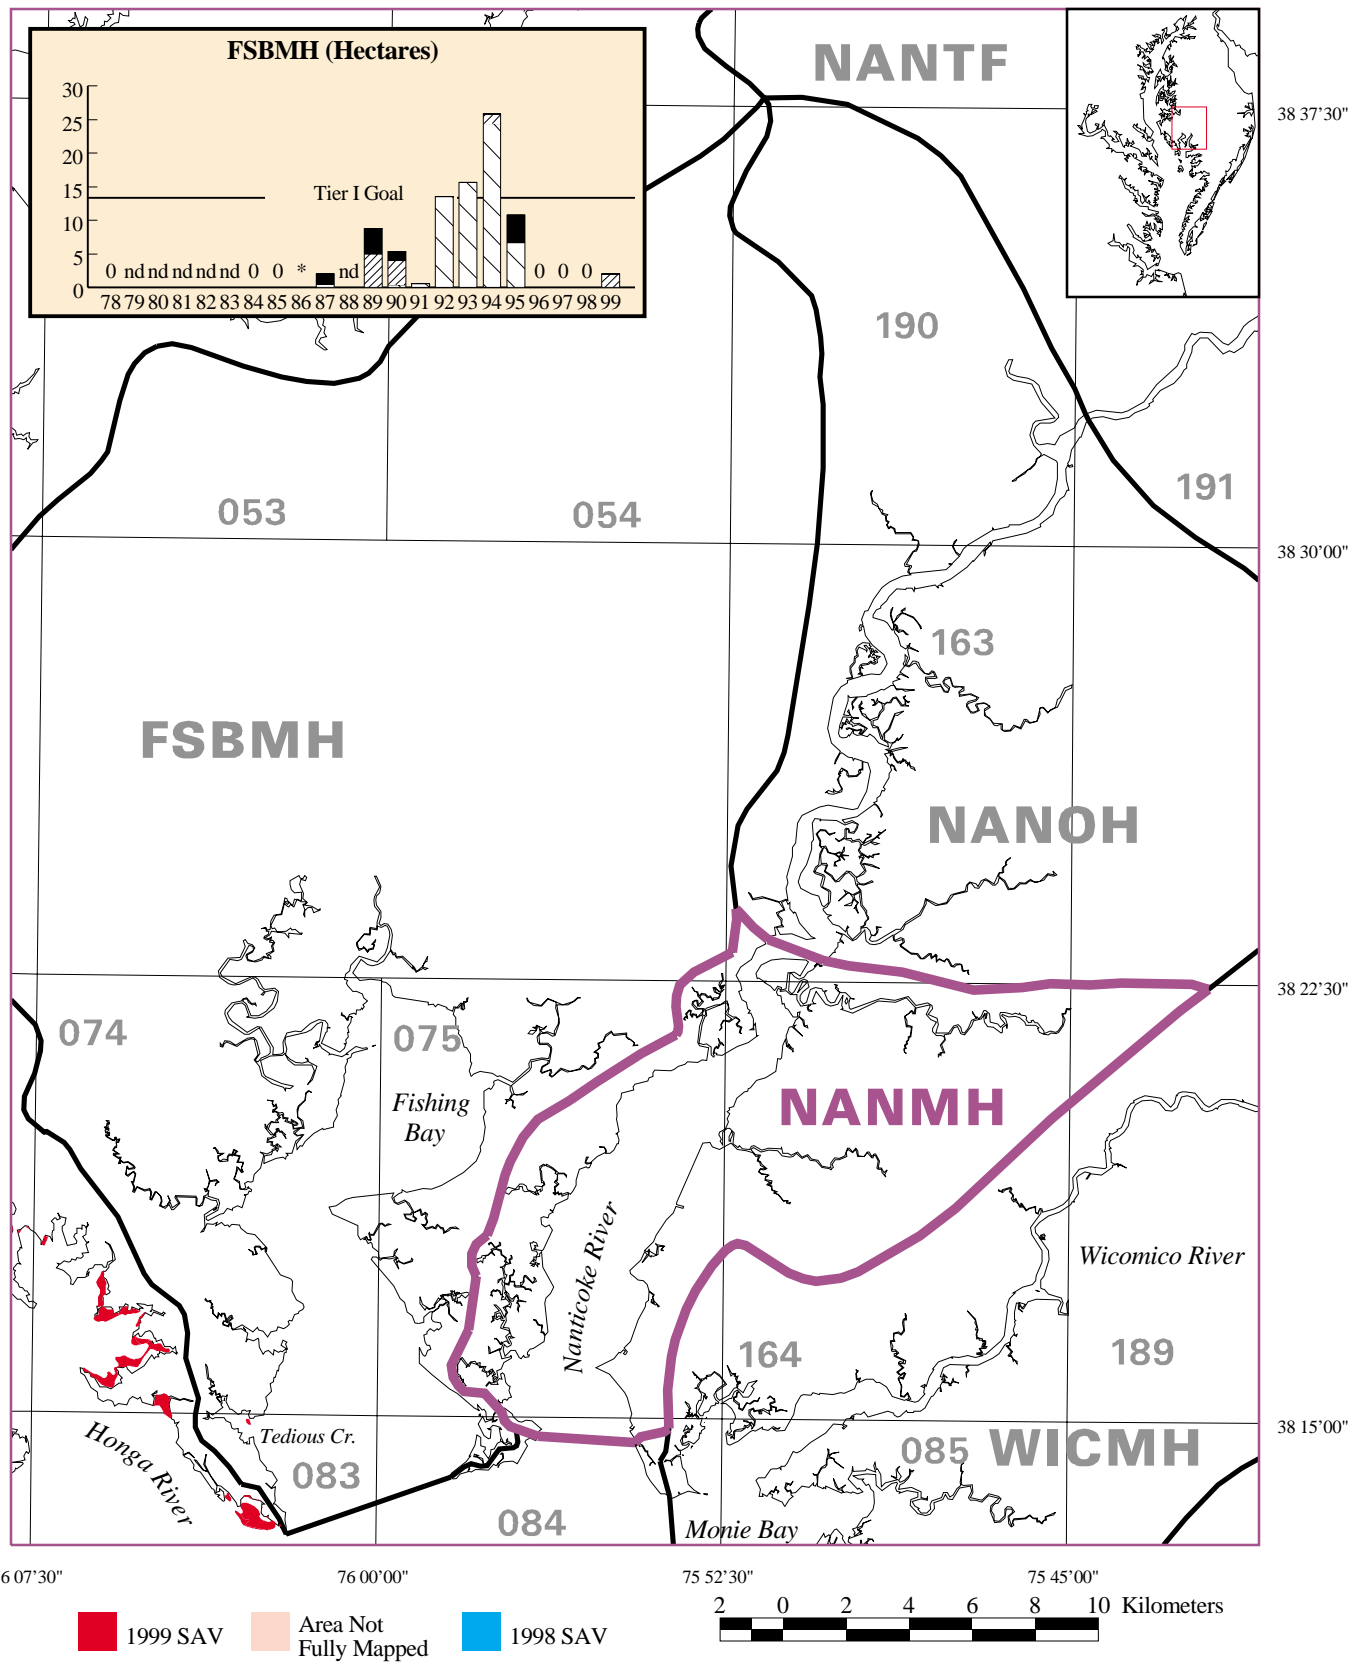 FSBMH (Hectares)
30
25
20
15
10
5
0
Tier I Goal
0 nd nd nd nd nd 0 0 * nd 0 0 0
78 79 80 81 82 83 84 85 86 87 88 89 90 91 92 93 94 95 96 97 98 99
NANTF
38 37'30"
190
191
053
054
38 30'00"
163
FSBMH
NANOH
38 22'30"
074
075
Fishing
Bay
NANMH
Nanticoke River
Wicomico River
164
189
Honga River
Tedious Cr.
083
38 15'00"
085
WICMH
084
Monie Bay
6 07'30"
76 00'00"
75 52'30"
75 45'00"
2 0 2 4 6 8 10 Kilometers
1999 SAV
Area Not
Fully Mapped
1998 SAV